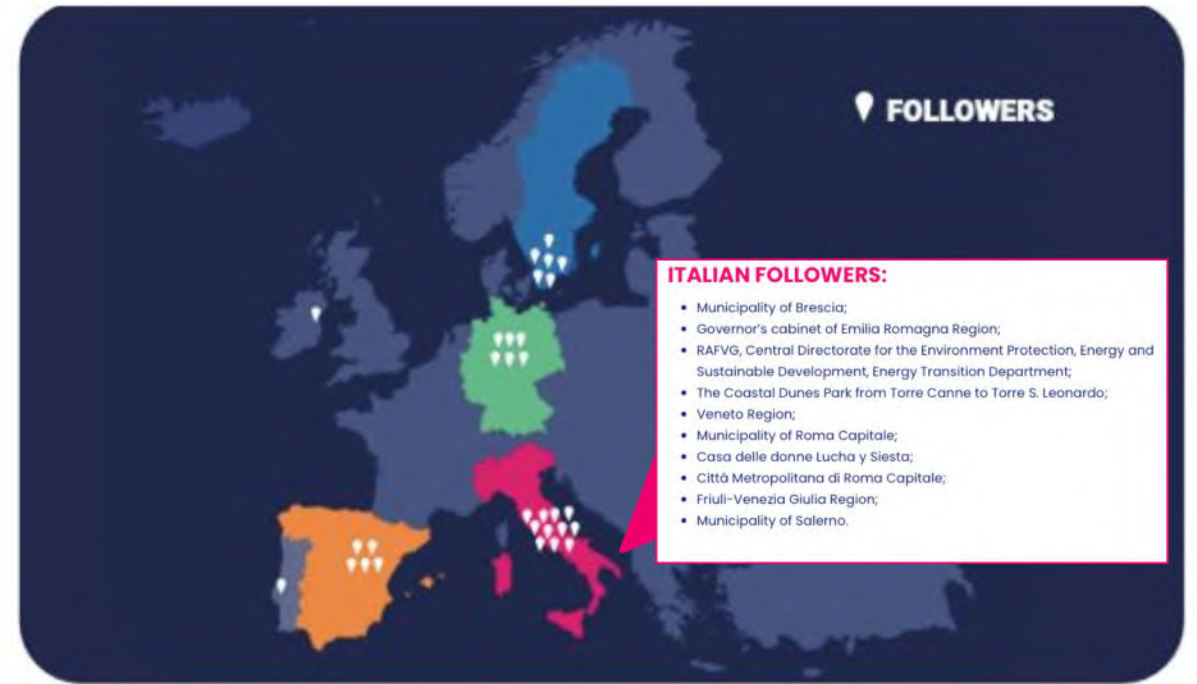 FOLLOWERS
ITALIAN FOLLOWERS:
• Municipality of Brescia;
• Governor's cabinet of Emilia Romagna Region;
• RAFVG, Central Directorate for the Environment Protection, Energy and
Sustainable Development, Energy Transition Department;
• The Coastal Dunes Park from Torre Canne to Torre S. Leonardo;
• Veneto Region;
• Municipality of Roma Capitale;
• Casa delle donne Lucha y Siesta;
• Città Metropolitana di Roma Capitale;
• Friuli-Venezia Giulia Region;
• Municipality of Salerno.